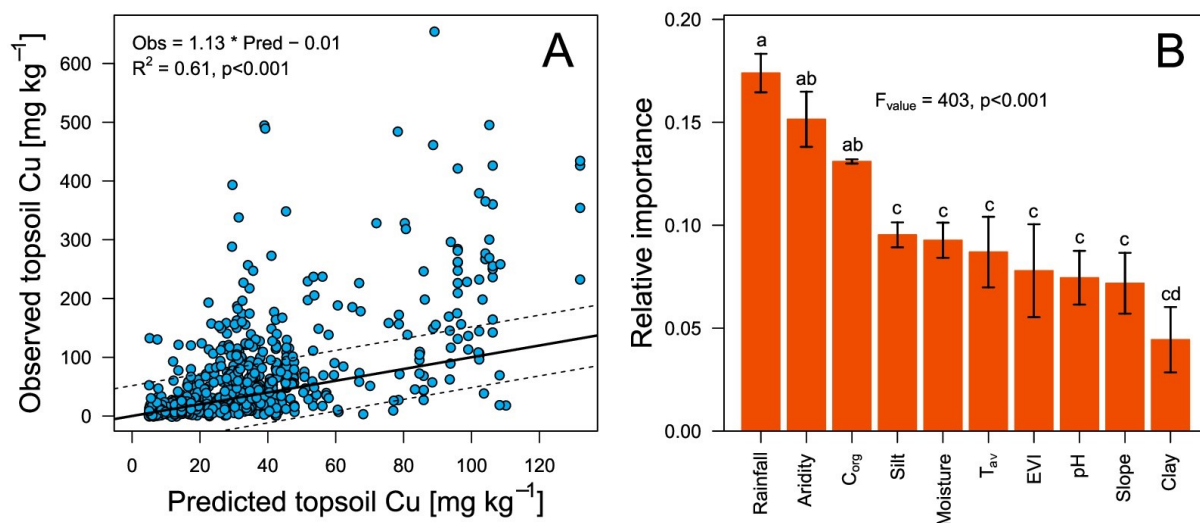 A
Obs = 1.13 * Pred − 0.01
R² = 0.61, p<0.001
Observed topsoil Cu [mg kg⁻¹]
600
500
400
300
200
100
0
0 20 40 60 80 100 120
Predicted topsoil Cu [mg kg⁻¹]
B
F_value = 403, p<0.001
Relative importance
0.20
0.15
0.10
0.05
0.00
a ab ab c c c c c c cd
Rainfall Aridity C_org Silt Moisture T_av EVI pH Slope Clay